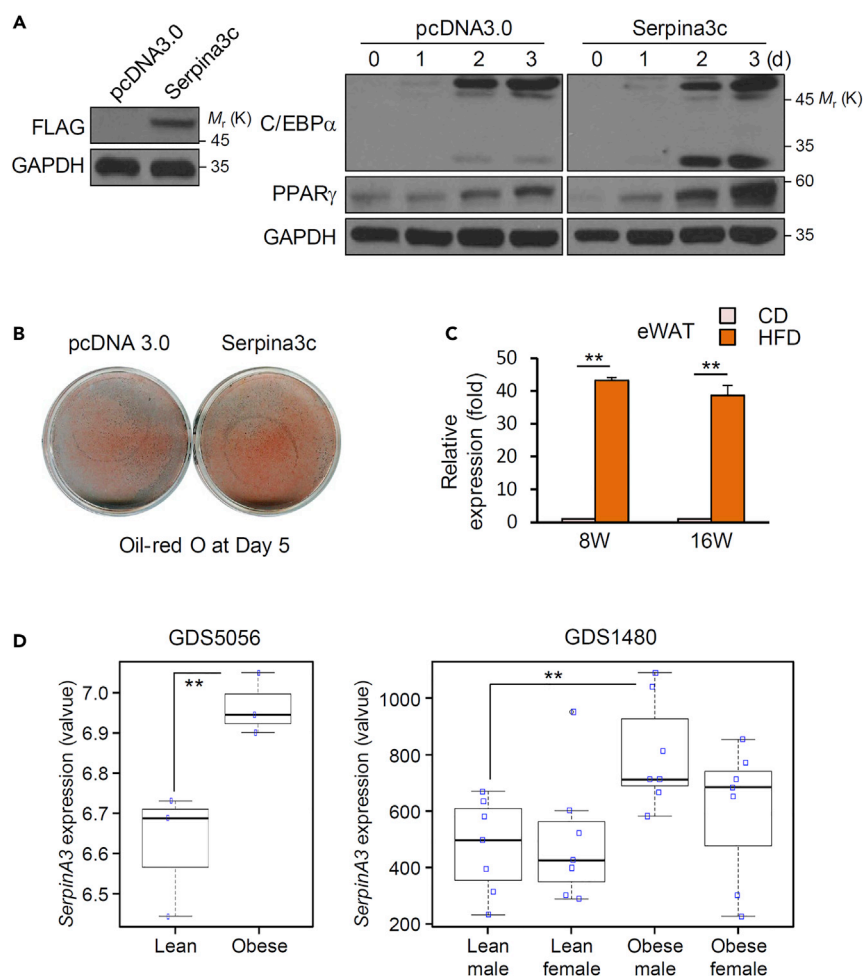 A
pcDNA3.0
Serpina3c
FLAG
Mr (K)
45
GAPDH
35
pcDNA3.0 Serpina3c
0 1 2 3 0 1 2 3 (d)
C/EBPα
45 Mr (K)
35
PPARγ
60
GAPDH
35
B
pcDNA 3.0 Serpina3c
Oil-red O at Day 5
C
eWAT
CD
HFD
Relative
expression (fold)
50
40
30
20
10
0
** **
8W 16W
D
GDS5056
SerpinA3 expression (valvue)
7.0
6.9
6.8
6.7
6.6
6.5
**
Lean Obese
GDS1480
SerpinA3 expression (valvue)
1000
800
600
400
200
**
Lean male
Lean female
Obese male
Obese female